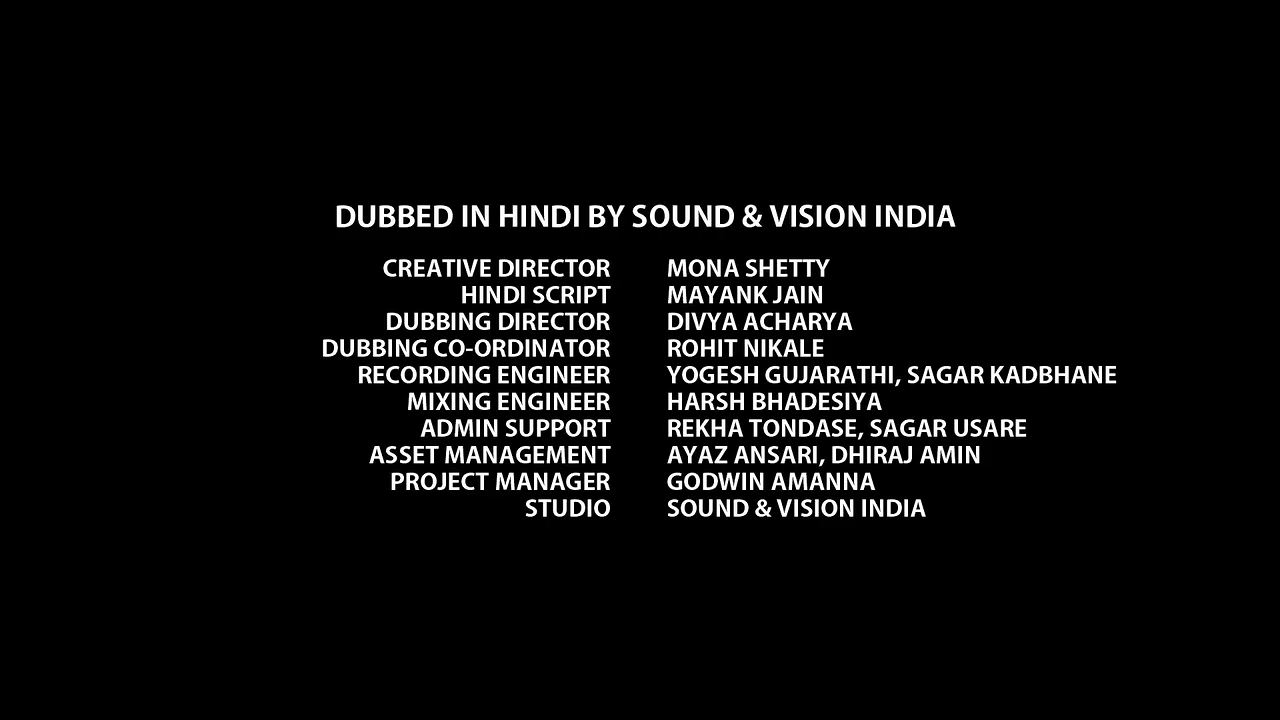 DUBBED IN HINDI BY SOUND & VISION INDIA
CREATIVE DIRECTOR MONA SHETTY
HINDI SCRIPT MAYANK JAIN
DUBBING DIRECTOR DIVYA ACHARYA
DUBBING CO-ORDINATOR ROHIT NIKALE
RECORDING ENGINEER YOGESH GUJARATHI, SAGAR KADBHANE
MIXING ENGINEER HARSH BHADESIYA
ADMIN SUPPORT REKHA TONDASE, SAGAR USARE
ASSET MANAGEMENT AYAZ ANSARI, DHIRAJ AMIN
PROJECT MANAGER GODWIN AMANNA
STUDIO SOUND & VISION INDIA